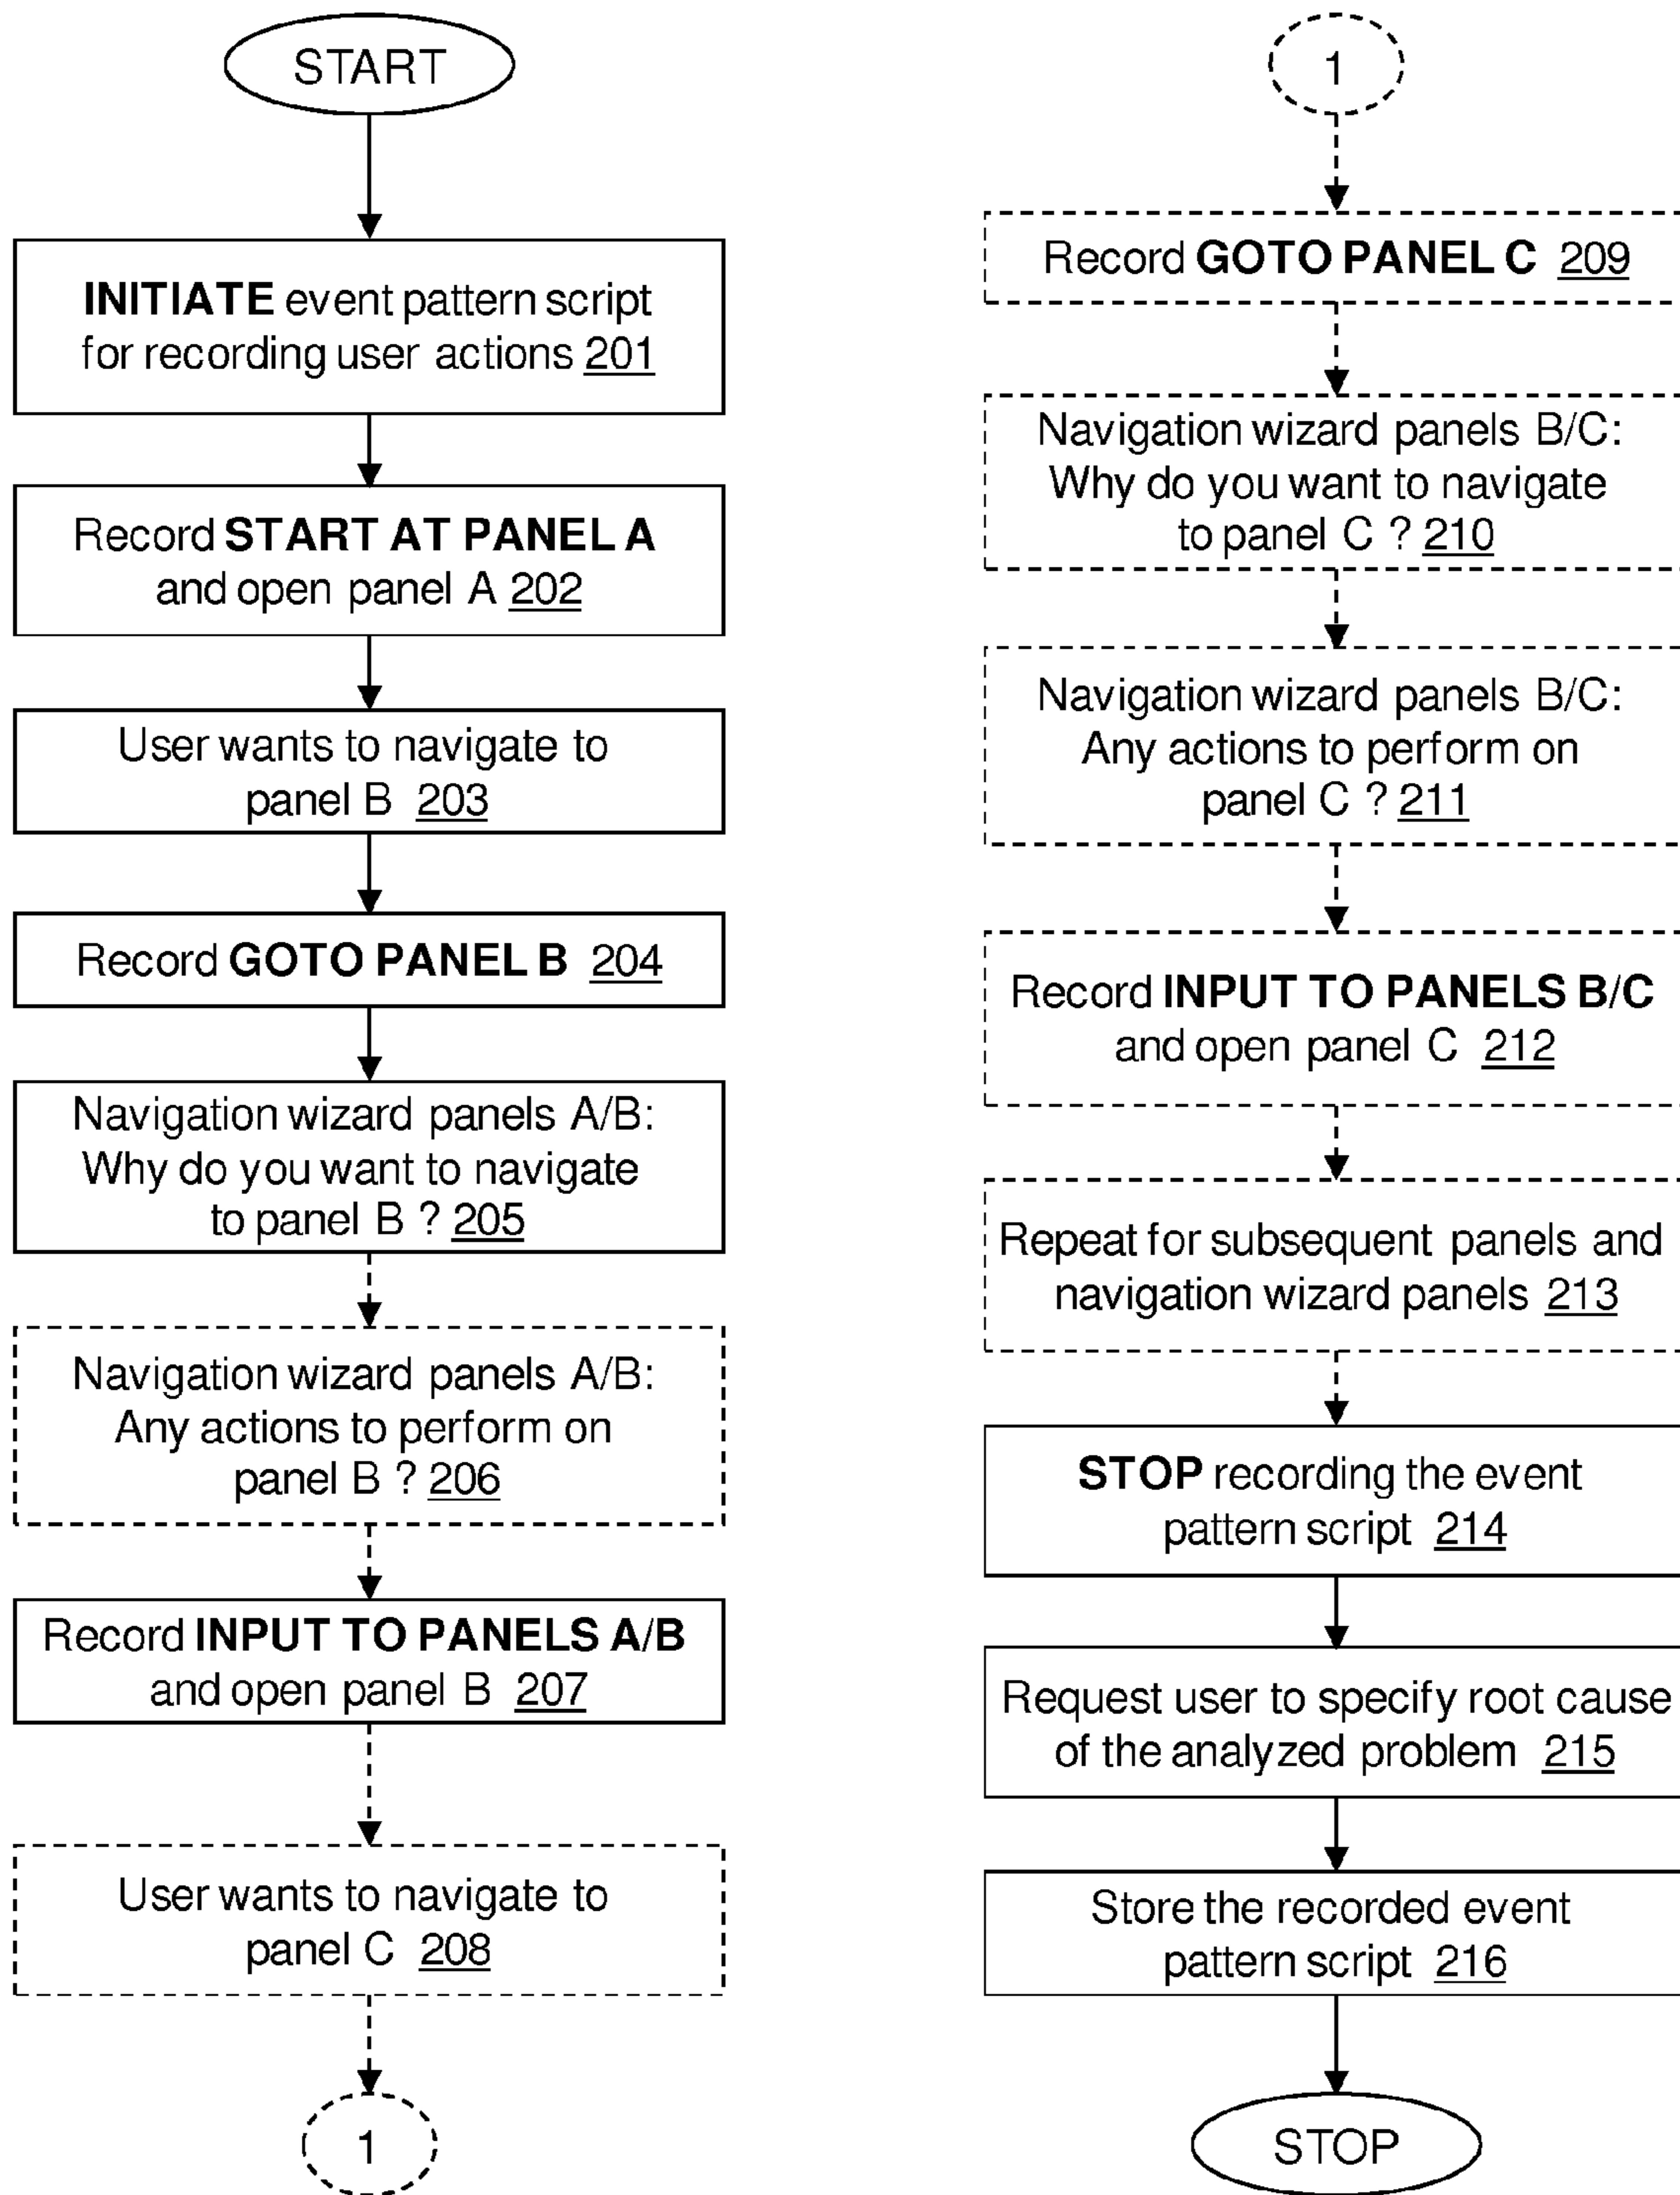 START
INITIATE event pattern script
for recording user actions 201
Record START AT PANEL A
and open panel A 202
User wants to navigate to
panel B 203
Record GOTO PANEL B 204
Navigation wizard panels A/B:
Why do you want to navigate
to panel B ? 205
Navigation wizard panels A/B:
Any actions to perform on
panel B ? 206
Record INPUT TO PANELS A/B
and open panel B 207
User wants to navigate to
panel C 208
1
1
Record GOTO PANEL C 209
Navigation wizard panels B/C:
Why do you want to navigate
to panel C ? 210
Navigation wizard panels B/C:
Any actions to perform on
panel C ? 211
Record INPUT TO PANELS B/C
and open panel C 212
Repeat for subsequent panels and
navigation wizard panels 213
STOP recording the event
pattern script 214
Request user to specify root cause
of the analyzed problem 215
Store the recorded event
pattern script 216
STOP